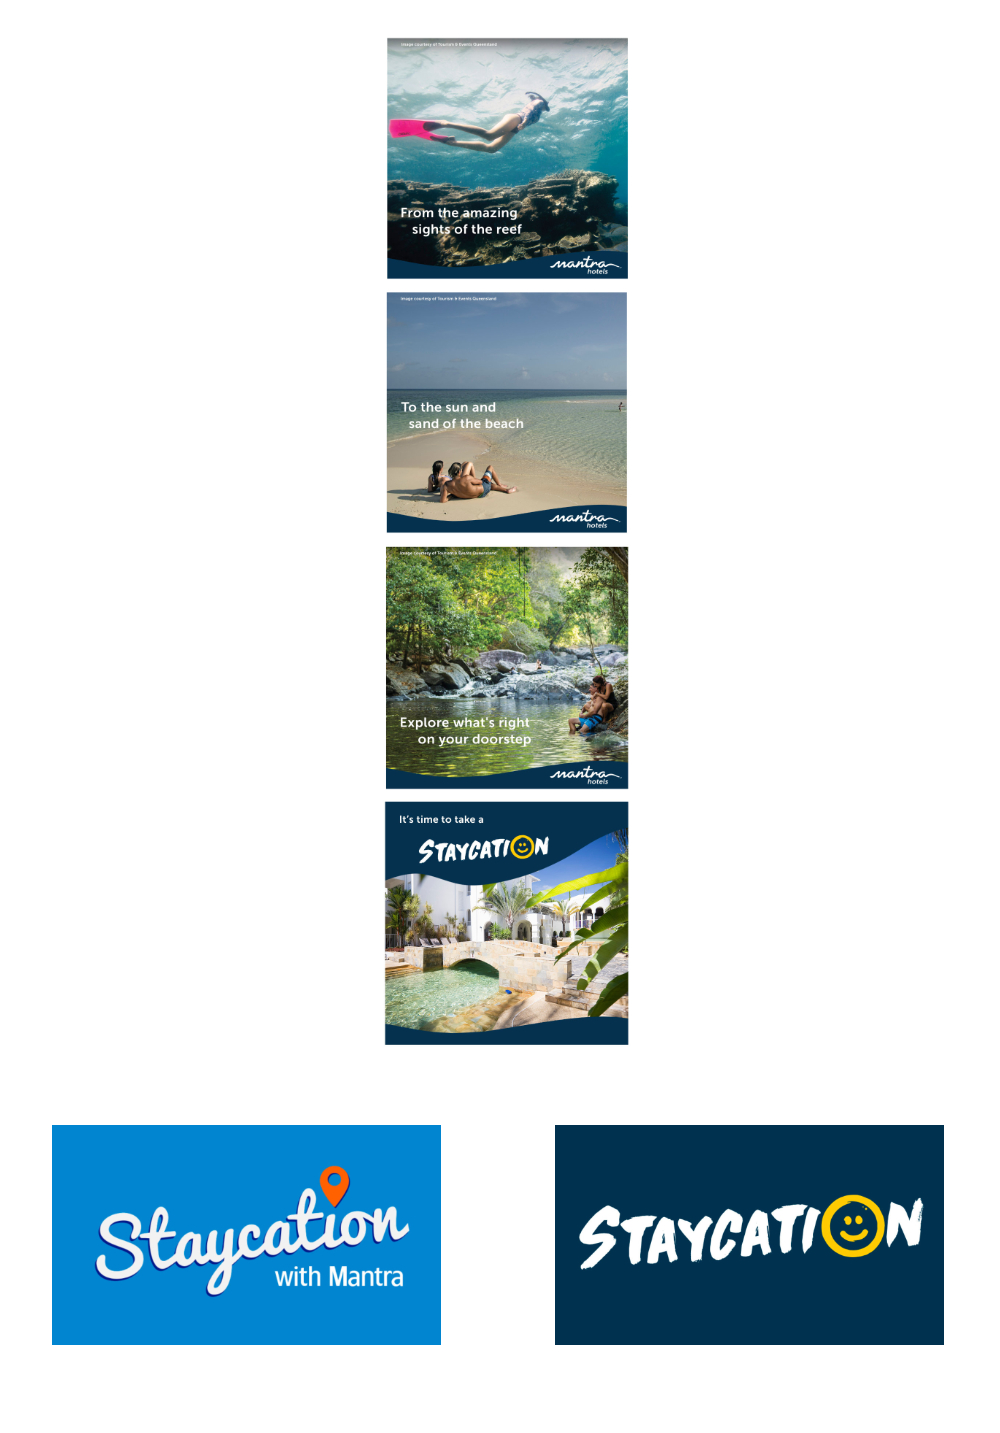 Image courtesy of Tourism & Events Queensland
From the amazing
sights of the reef
mantra
hotels
Image courtesy of Tourism & Events Queensland
To the sun and
sand of the beach
mantra
hotels
Image courtesy of Tourism & Events Queensland
Explore what's right
on your doorstep
mantra
hotels
It's time to take a
STAYCATION
Staycation
with Mantra
STAYCATION